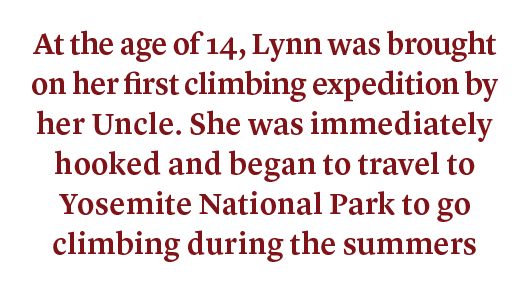 At the age of 14, Lynn was brought
on her first climbing expedition by
her Uncle. She was immediately
hooked and began to travel to
Yosemite National Park to go
climbing during the summers